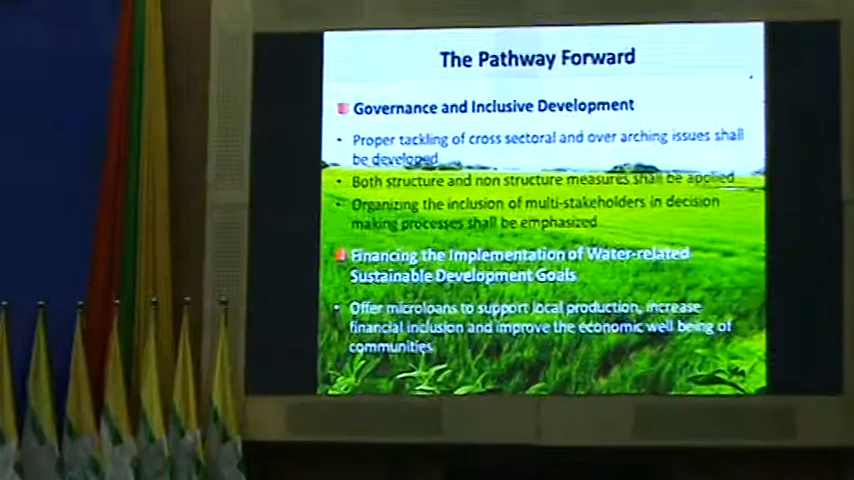 The Pathway Forward
Governance and Inclusive Development
• Proper tackling of cross sectoral and over arching issues shall
be developed
• Both structure and non structure measures shall be applied
• Organizing the inclusion of multi-stakeholders in decision
making processes shall be emphasized
Financing the Implementation of Water-related
Sustainable Development Goals
• Offer microloans to support local production, increase
financial inclusion and improve the economic well being of
communities